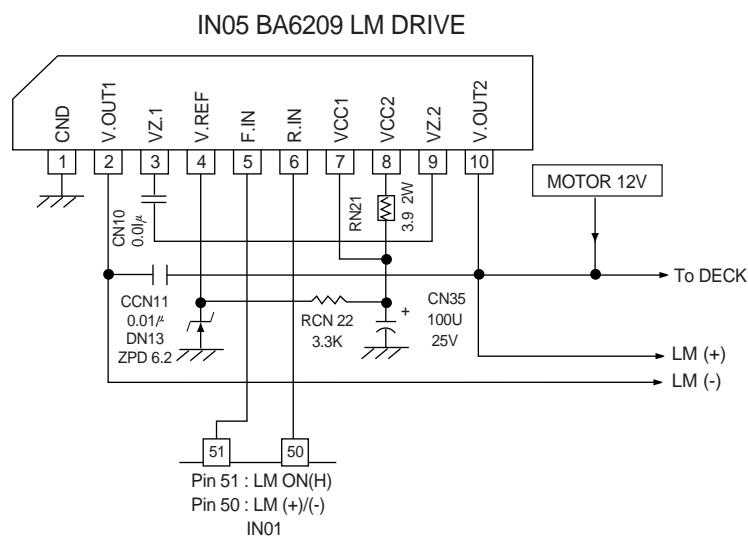 IN05 BA6209 LM DRIVE
CND
V.OUT1
VZ.1
V.REF
F.IN
R.IN
VCC1
VCC2
VZ.2
V.OUT2
1
2
3
4
5
6
7
8
9
10
MOTOR 12V
CN10
0.0I𝜇
RN21
3.9 2W
To DECK
CCN11
0.01/𝜇
DN13
ZPD 6.2
RCN 22
3.3K
+
CN35
100U
25V
LM (+)
LM (-)
51
50
Pin 51 : LM ON(H)
Pin 50 : LM (+)/(-)
IN01